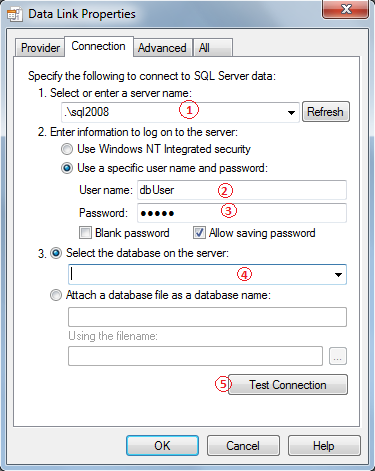 Data Link Properties
Provider Connection Advanced All
Specify the following to connect to SQL Server data:
1. Select or enter a server name:
.\sql2008 1 Refresh
2. Enter information to log on to the server:
Use Windows NT Integrated security
Use a specific user name and password:
User name: dbUser 2
Password: ●●●●● 3
Blank password Allow saving password
3. Select the database on the server:
4
Attach a database file as a database name:
Using the filename:
...
5 Test Connection
OK Cancel Help